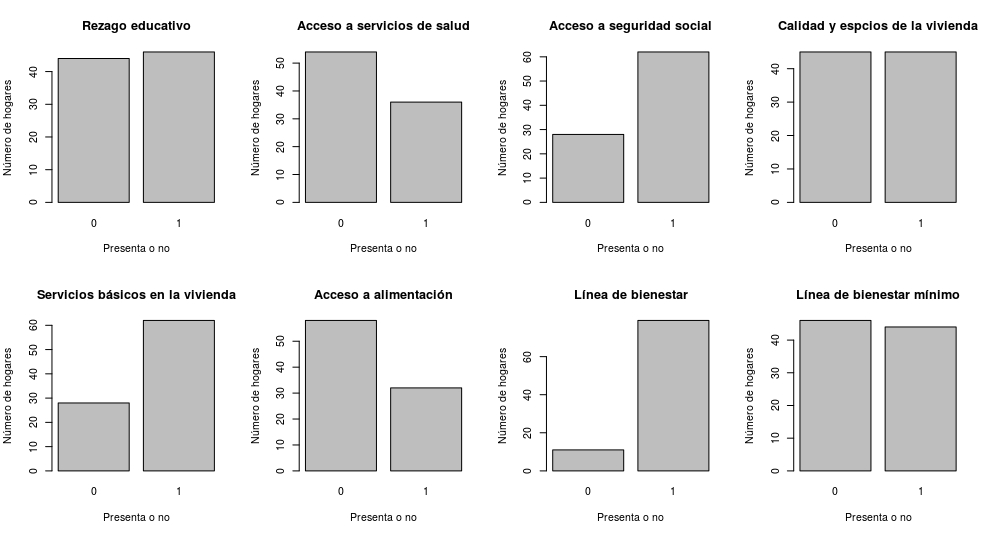 Rezago educativo
Número de hogares
0 10 20 30 40
0 1
Presenta o no
Acceso a servicios de salud
Número de hogares
0 10 20 30 40 50
0 1
Presenta o no
Acceso a seguridad social
Número de hogares
0 10 20 30 40 50 60
0 1
Presenta o no
Calidad y espcios de la vivienda
Número de hogares
0 10 20 30 40
0 1
Presenta o no
Servicios básicos en la vivienda
Número de hogares
0 10 20 30 40 50 60
0 1
Presenta o no
Acceso a alimentación
Número de hogares
0 10 20 30 40 50
0 1
Presenta o no
Línea de bienestar
Número de hogares
0 20 40 60
0 1
Presenta o no
Línea de bienestar mínimo
Número de hogares
0 10 20 30 40
0 1
Presenta o no